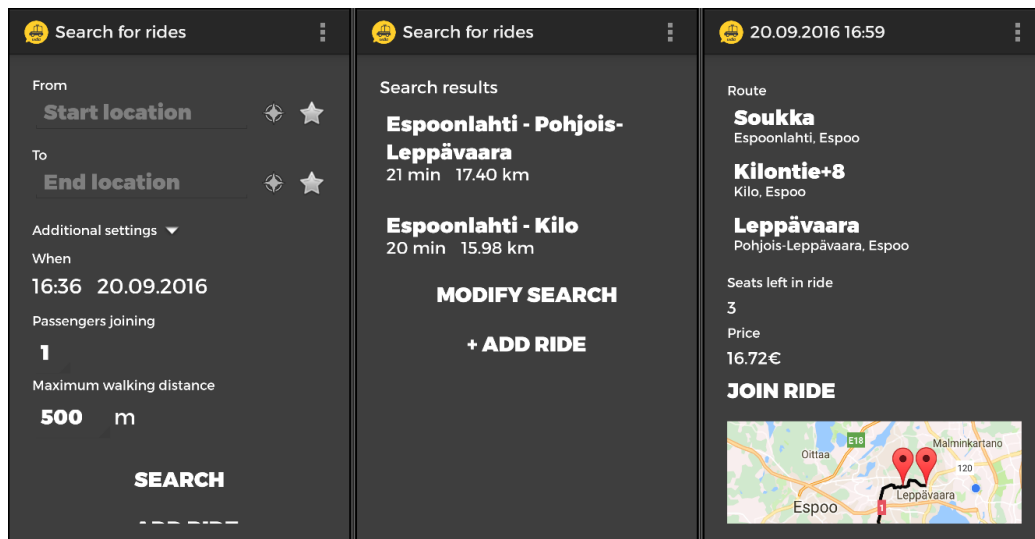 Search for rides
From
Start location
To
End location
Additional settings
When
16:36 20.09.2016
Passengers joining
1
Maximum walking distance
500 m
SEARCH
ADD RIDE
Search for rides
Search results
Espoonlahti - Pohjois-
Leppävaara
21 min 17.40 km
Espoonlahti - Kilo
20 min 15.98 km
MODIFY SEARCH
+ ADD RIDE
20.09.2016 16:59
Route
Soukka
Espoonlahti, Espoo
Kilontie+8
Kilo, Espoo
Leppävaara
Pohjois-Leppävaara, Espoo
Seats left in ride
3
Price
16.72€
JOIN RIDE
E18
Malminkartano
Oittaa
120
Leppävaara
Espoo
1